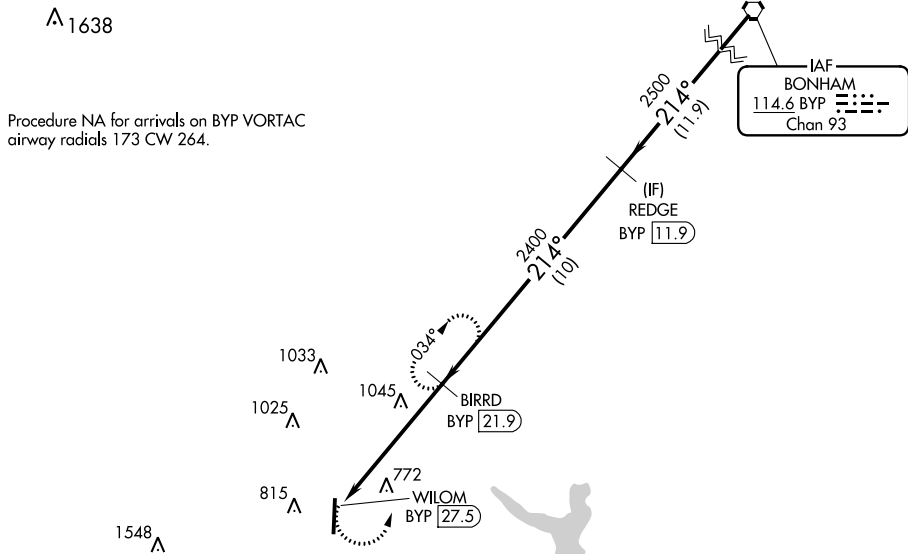 1638
Procedure NA for arrivals on BYP VORTAC
airway radials 173 CW 264.
IAF
BONHAM
114.6 BYP
Chan 93
2500
214°
(11.9)
(IF)
REDGE
BYP 11.9
2400
214°
(10)
034°
1033
1045
1025
BIRRD
BYP 21.9
772
815
WILOM
BYP 27.5
1548